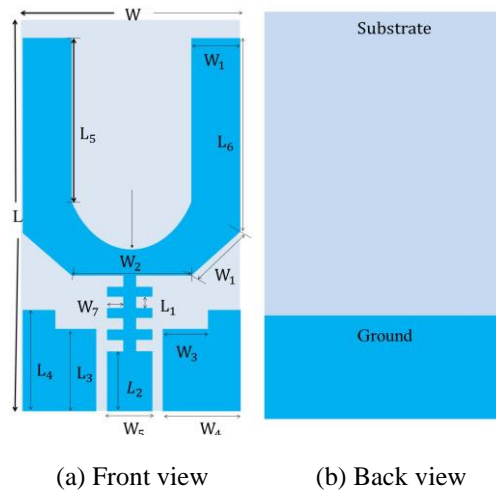 W
W₁
Substrate
L₅
L₆
L
W₂
W₁
W₇
L₁
W₃
Ground
L₄
L₃
L₂
W₅
W₄
(a) Front view
(b) Back view